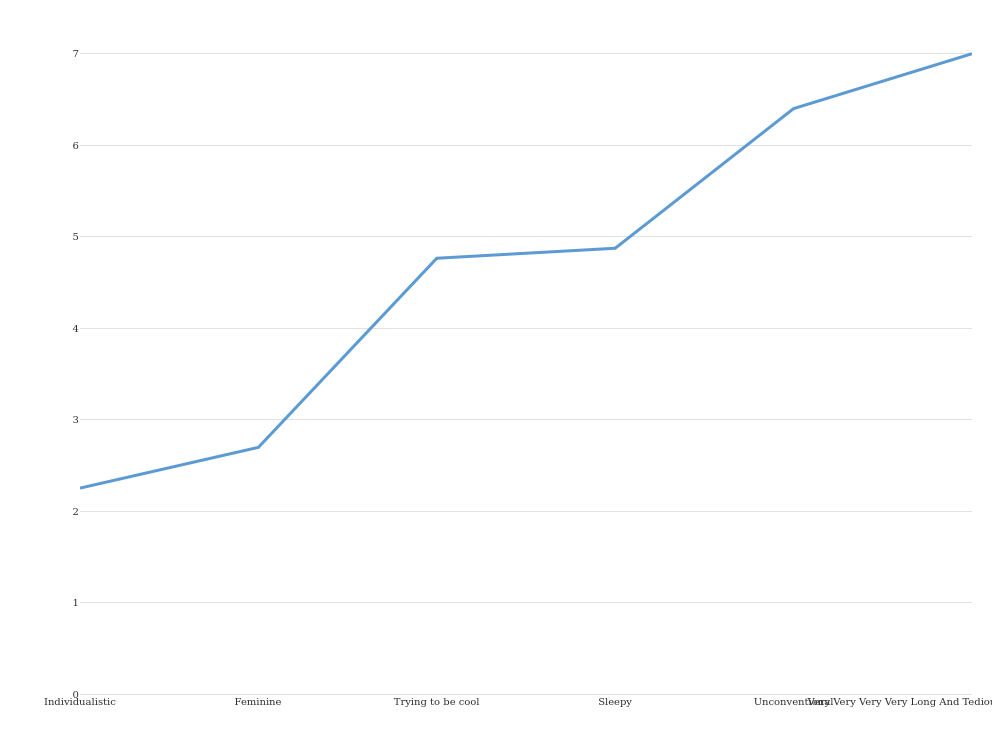 7
6
5
4
3
2
1
0
Individualistic
Feminine
Trying to be cool
Sleepy
Unconventional
Very Very Very Very Long And